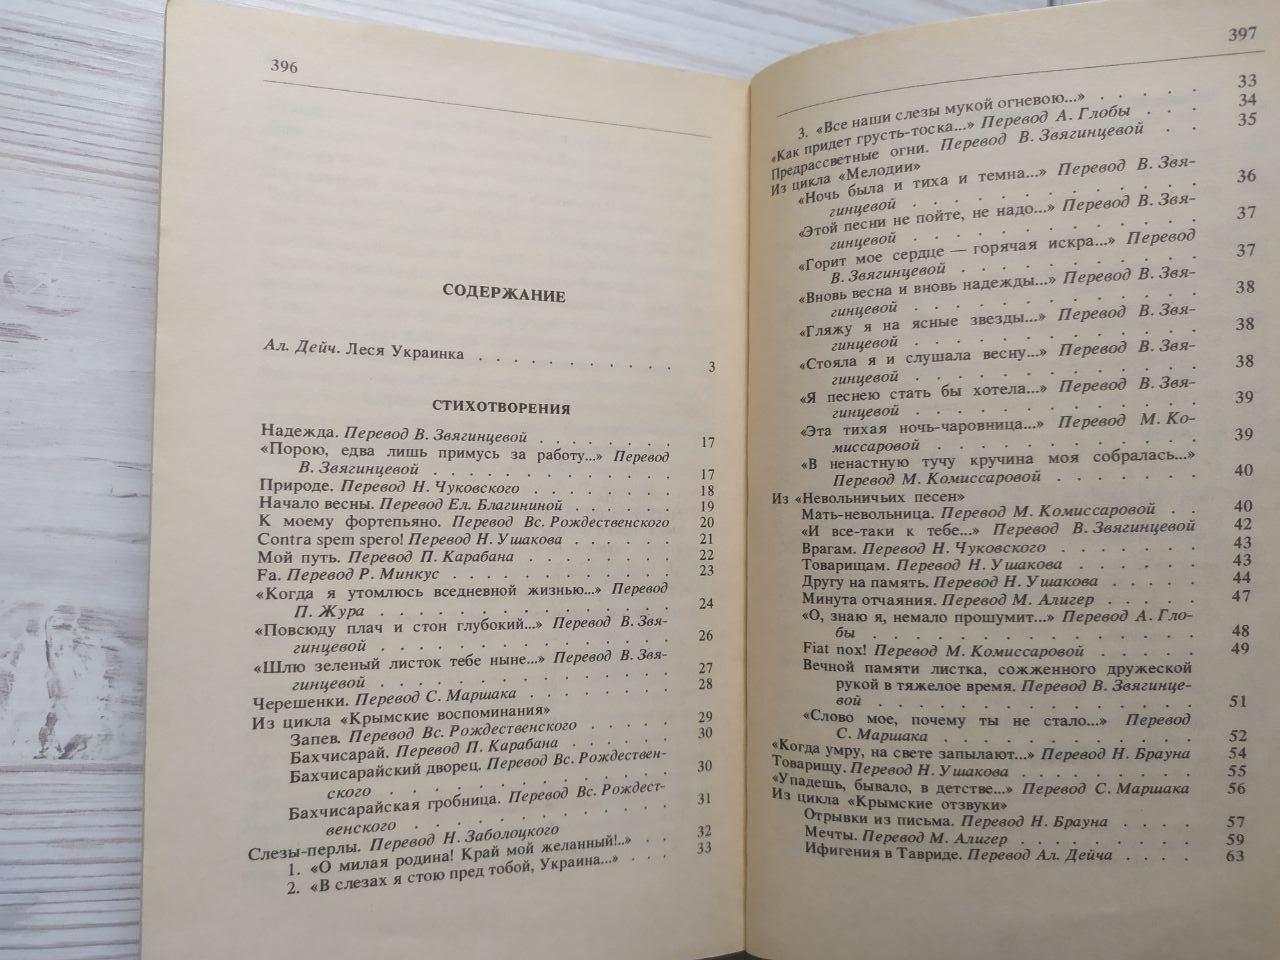 396
СОДЕРЖАНИЕ
Ал. Дейч. Леся Украинка . . . . . . . . . . . 3
СТИХОТВОРЕНИЯ
Надежда. Перевод В. Звягинцевой . . . . . . . . 17
«Порою, едва лишь примусь за работу...» Перевод
В. Звягинцевой . . . . . . . . . . . . . 17
Природе. Перевод Н. Чуковского . . . . . . . . 18
Начало весны. Перевод Ел. Благининой . . . . . . 19
К моему фортепьяно. Перевод Вс. Рождественского 20
Contra spem spero! Перевод Н. Ушакова . . . . . . 21
Мой путь. Перевод П. Карабана . . . . . . . . . 22
Fa. Перевод Р. Минкус . . . . . . . . . . . . 23
«Когда я утомлюсь вседневной жизнью...» Перевод
П. Жура . . . . . . . . . . . . . . . 24
«Повсюду плач и стон глубокий...» Перевод В. Звя-
гинцевой . . . . . . . . . . . . . . . 26
«Шлю зеленый листок тебе ныне...» Перевод В. Звя-
гинцевой . . . . . . . . . . . . . . . 27
Черешенки. Перевод С. Маршака . . . . . . . . 28
Из цикла «Крымские воспоминания»
Запев. Перевод Вс. Рождественского . . . . . 29
Бахчисарай. Перевод П. Карабана . . . . . . 30
Бахчисарайский дворец. Перевод Вс. Рождествен-
ского . . . . . . . . . . . . . . . 30
Бахчисарайская гробница. Перевод Вс. Рождест-
венского . . . . . . . . . . . . . . 31
Слезы-перлы. Перевод Н. Заболоцкого
1. «О милая родина! Край мой желанный!..» . . 32
2. «В слезах я стою пред тобой, Украина...» . . . 33
397
3. «Все наши слезы мукой огневою...» . . . . . 33
«Как придет грусть-тоска...» Перевод А. Глобы . . . 34
Предрассветные огни. Перевод В. Звягинцевой . . 35
Из цикла «Мелодии»
«Ночь была и тиха и темна...» Перевод В. Звя-
гинцевой . . . . . . . . . . . . . . 36
«Этой песни не пойте, не надо...» Перевод В. Звя-
гинцевой . . . . . . . . . . . . . . 37
«Горит мое сердце — горячая искра...» Перевод
В. Звягинцевой . . . . . . . . . . . . 37
«Вновь весна и вновь надежды...» Перевод В. Звя-
гинцевой . . . . . . . . . . . . . . 38
«Гляжу я на ясные звезды...» Перевод В. Звя-
гинцевой . . . . . . . . . . . . . . 38
«Стояла я и слушала весну...» Перевод В. Звя-
гинцевой . . . . . . . . . . . . . . 38
«Я песнею стать бы хотела...» Перевод В. Звя-
гинцевой . . . . . . . . . . . . . . 39
«Эта тихая ночь-чаровница...» Перевод М. Ко-
миссаровой . . . . . . . . . . . . . 39
«В ненастную тучу кручина моя собралась...»
Перевод М. Комиссаровой . . . . . . . 40
Из «Невольничьих песен»
Мать-невольница. Перевод М. Комиссаровой . . 40
«И все-таки к тебе...» Перевод В. Звягинцевой 42
Врагам. Перевод Н. Чуковского . . . . . . . 43
Товарищам. Перевод Н. Ушакова . . . . . . 43
Другу на память. Перевод Н. Ушакова . . . . . 44
Минута отчаяния. Перевод М. Алигер . . . . . 47
«О, знаю я, немало прошумит...» Перевод А. Гло-
бы . . . . . . . . . . . . . . . . 48
Fiat nox! Перевод М. Комиссаровой . . . . . 49
Вечной памяти листка, сожженного дружеской
рукой в тяжелое время. Перевод В. Звягинце-
вой . . . . . . . . . . . . . . . . 51
«Слово мое, почему ты не стало...» Перевод
С. Маршака . . . . . . . . . . . . . 52
«Когда умру, на свете запылают...» Перевод Н. Брауна 54
Товарищу. Перевод Н. Ушакова . . . . . . . . . 55
«Упадешь, бывало, в детстве...» Перевод С. Маршака 56
Из цикла «Крымские отзвуки»
Отрывки из письма. Перевод Н. Брауна . . . . 57
Мечты. Перевод М. Алигер . . . . . . . . . 59
Ифигения в Тавриде. Перевод Ал. Дейча . . . . 63